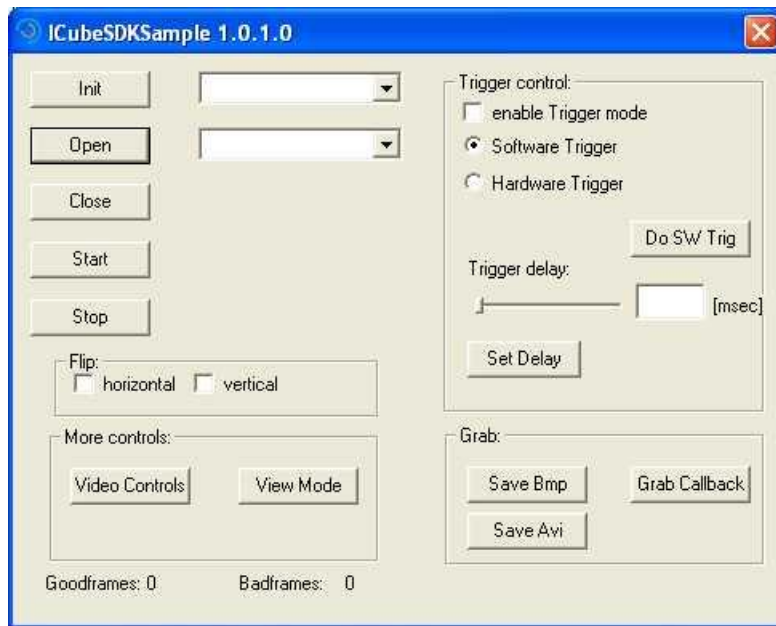 ICubeSDKSample 1.0.1.0
Init
Open
Close
Start
Stop
Flip:
horizontal
vertical
More controls:
Video Controls
View Mode
Goodframes: 0
Badframes: 0
Trigger control:
enable Trigger mode
Software Trigger
Hardware Trigger
Do SW Trig
Trigger delay:
[msec]
Set Delay
Grab:
Save Bmp
Grab Callback
Save Avi